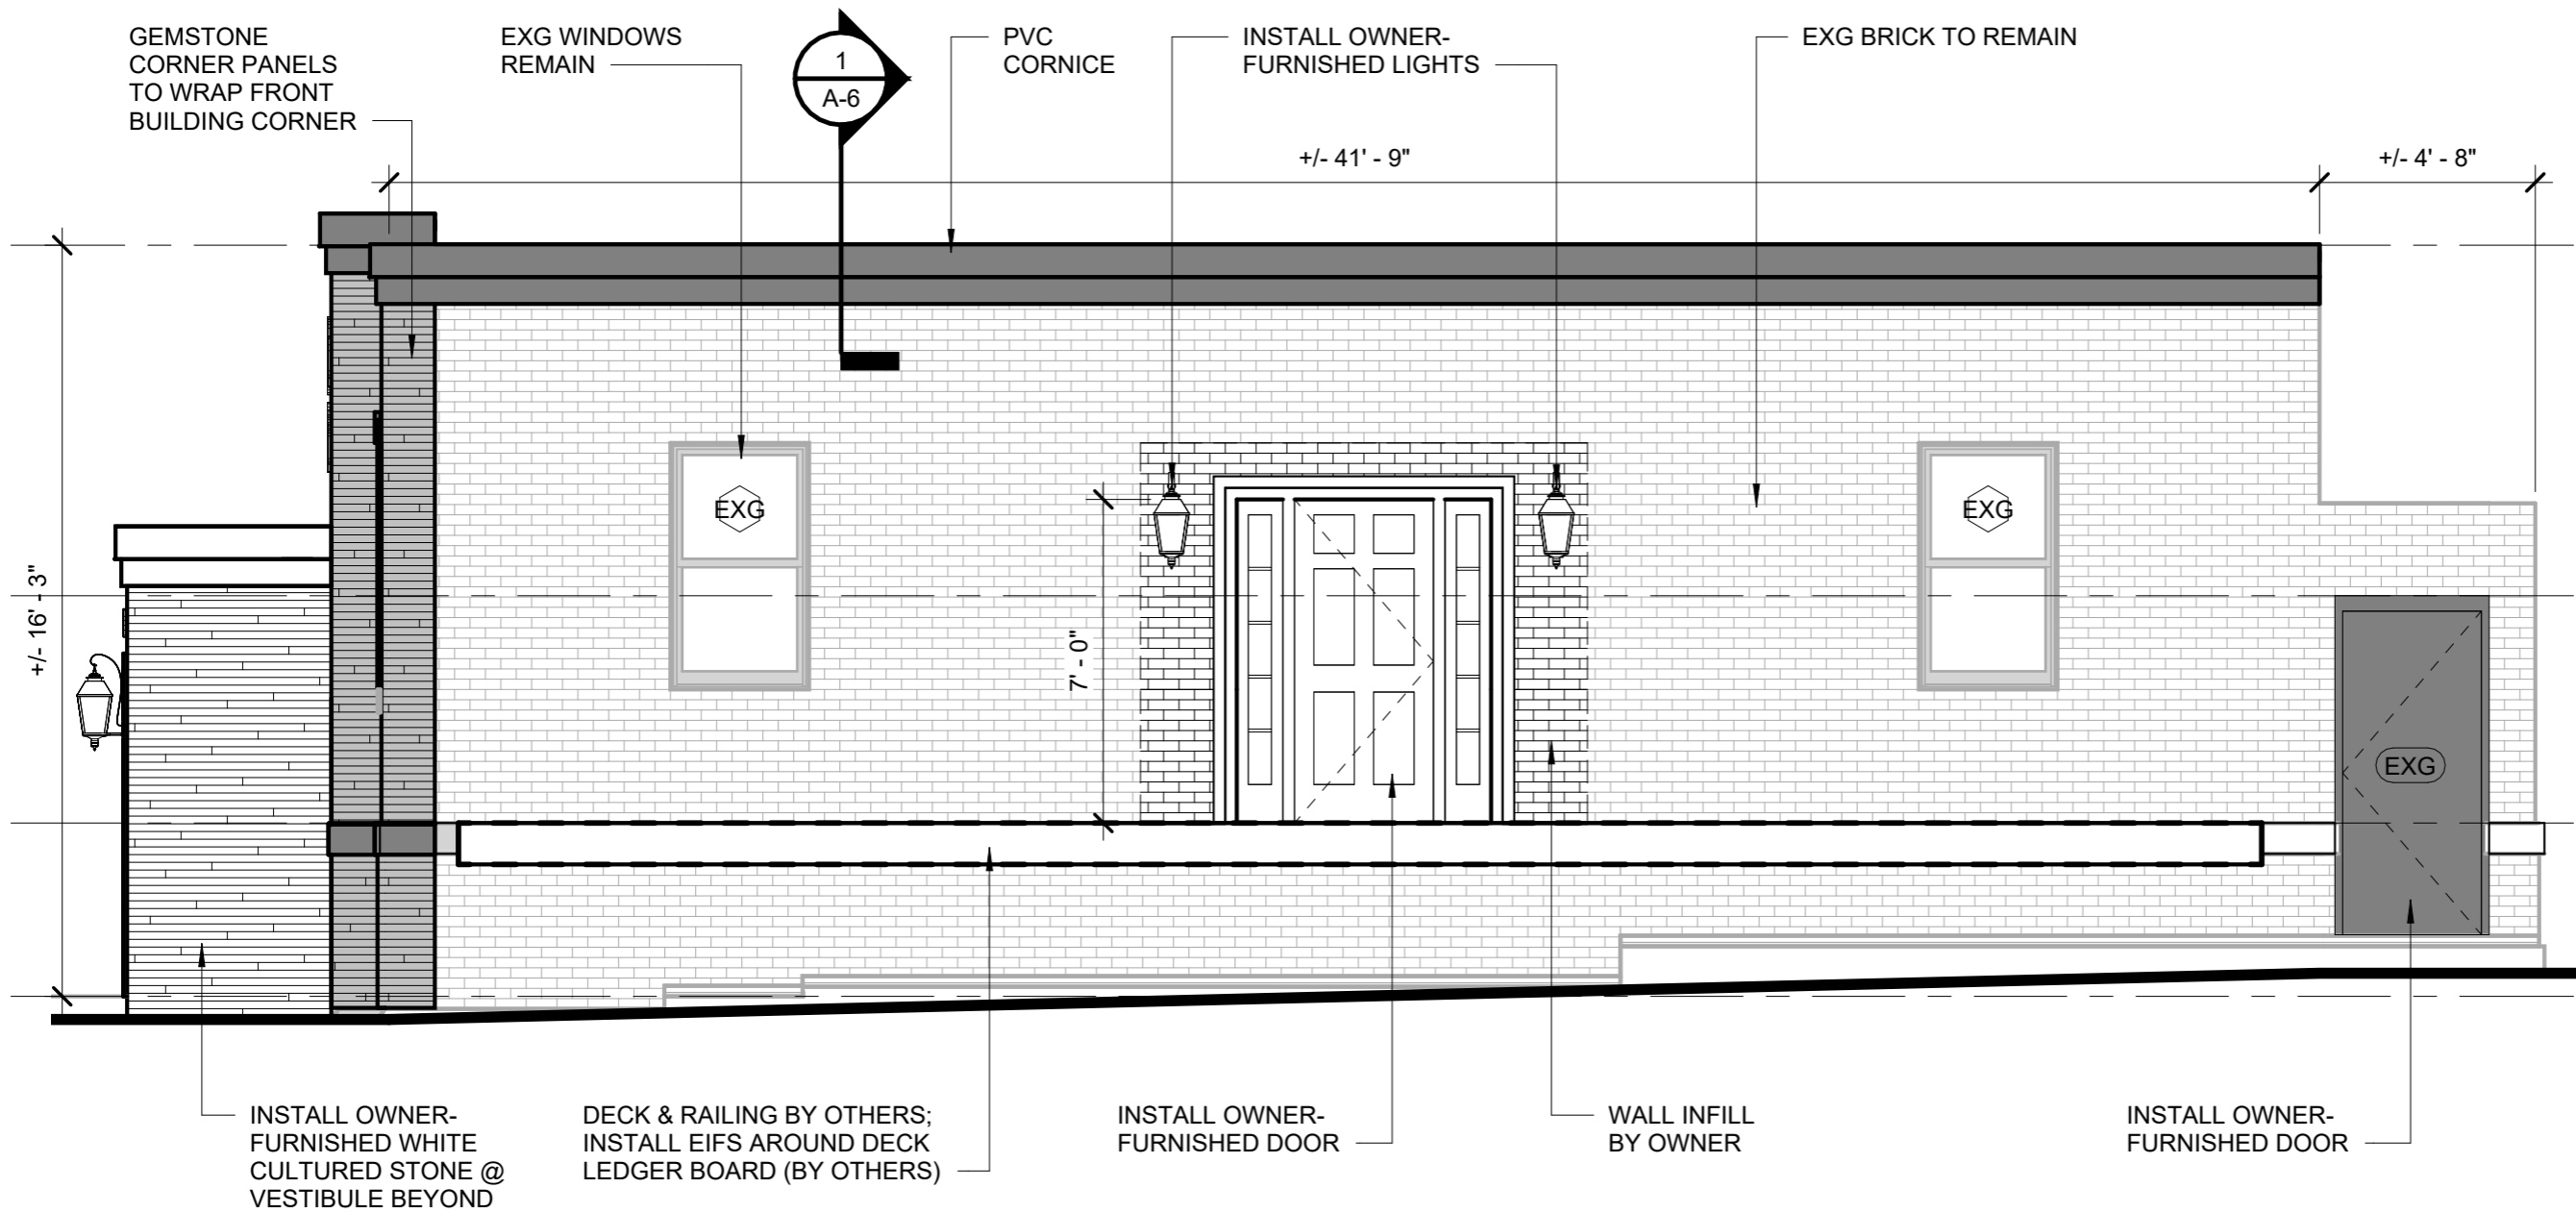 GEMSTONE
CORNER PANELS
TO WRAP FRONT
BUILDING CORNER
EXG WINDOWS
REMAIN
1
A-6
PVC
CORNICE
INSTALL OWNER-
FURNISHED LIGHTS
EXG BRICK TO REMAIN
+/- 41' - 9"
+/- 4' - 8"
+/- 16' - 3"
EXG
7' - 0"
EXG
EXG
INSTALL OWNER-
FURNISHED WHITE
CULTURED STONE @
VESTIBULE BEYOND
DECK & RAILING BY OTHERS;
INSTALL EIFS AROUND DECK
LEDGER BOARD (BY OTHERS)
INSTALL OWNER-
FURNISHED DOOR
WALL INFILL
BY OWNER
INSTALL OWNER-
FURNISHED DOOR